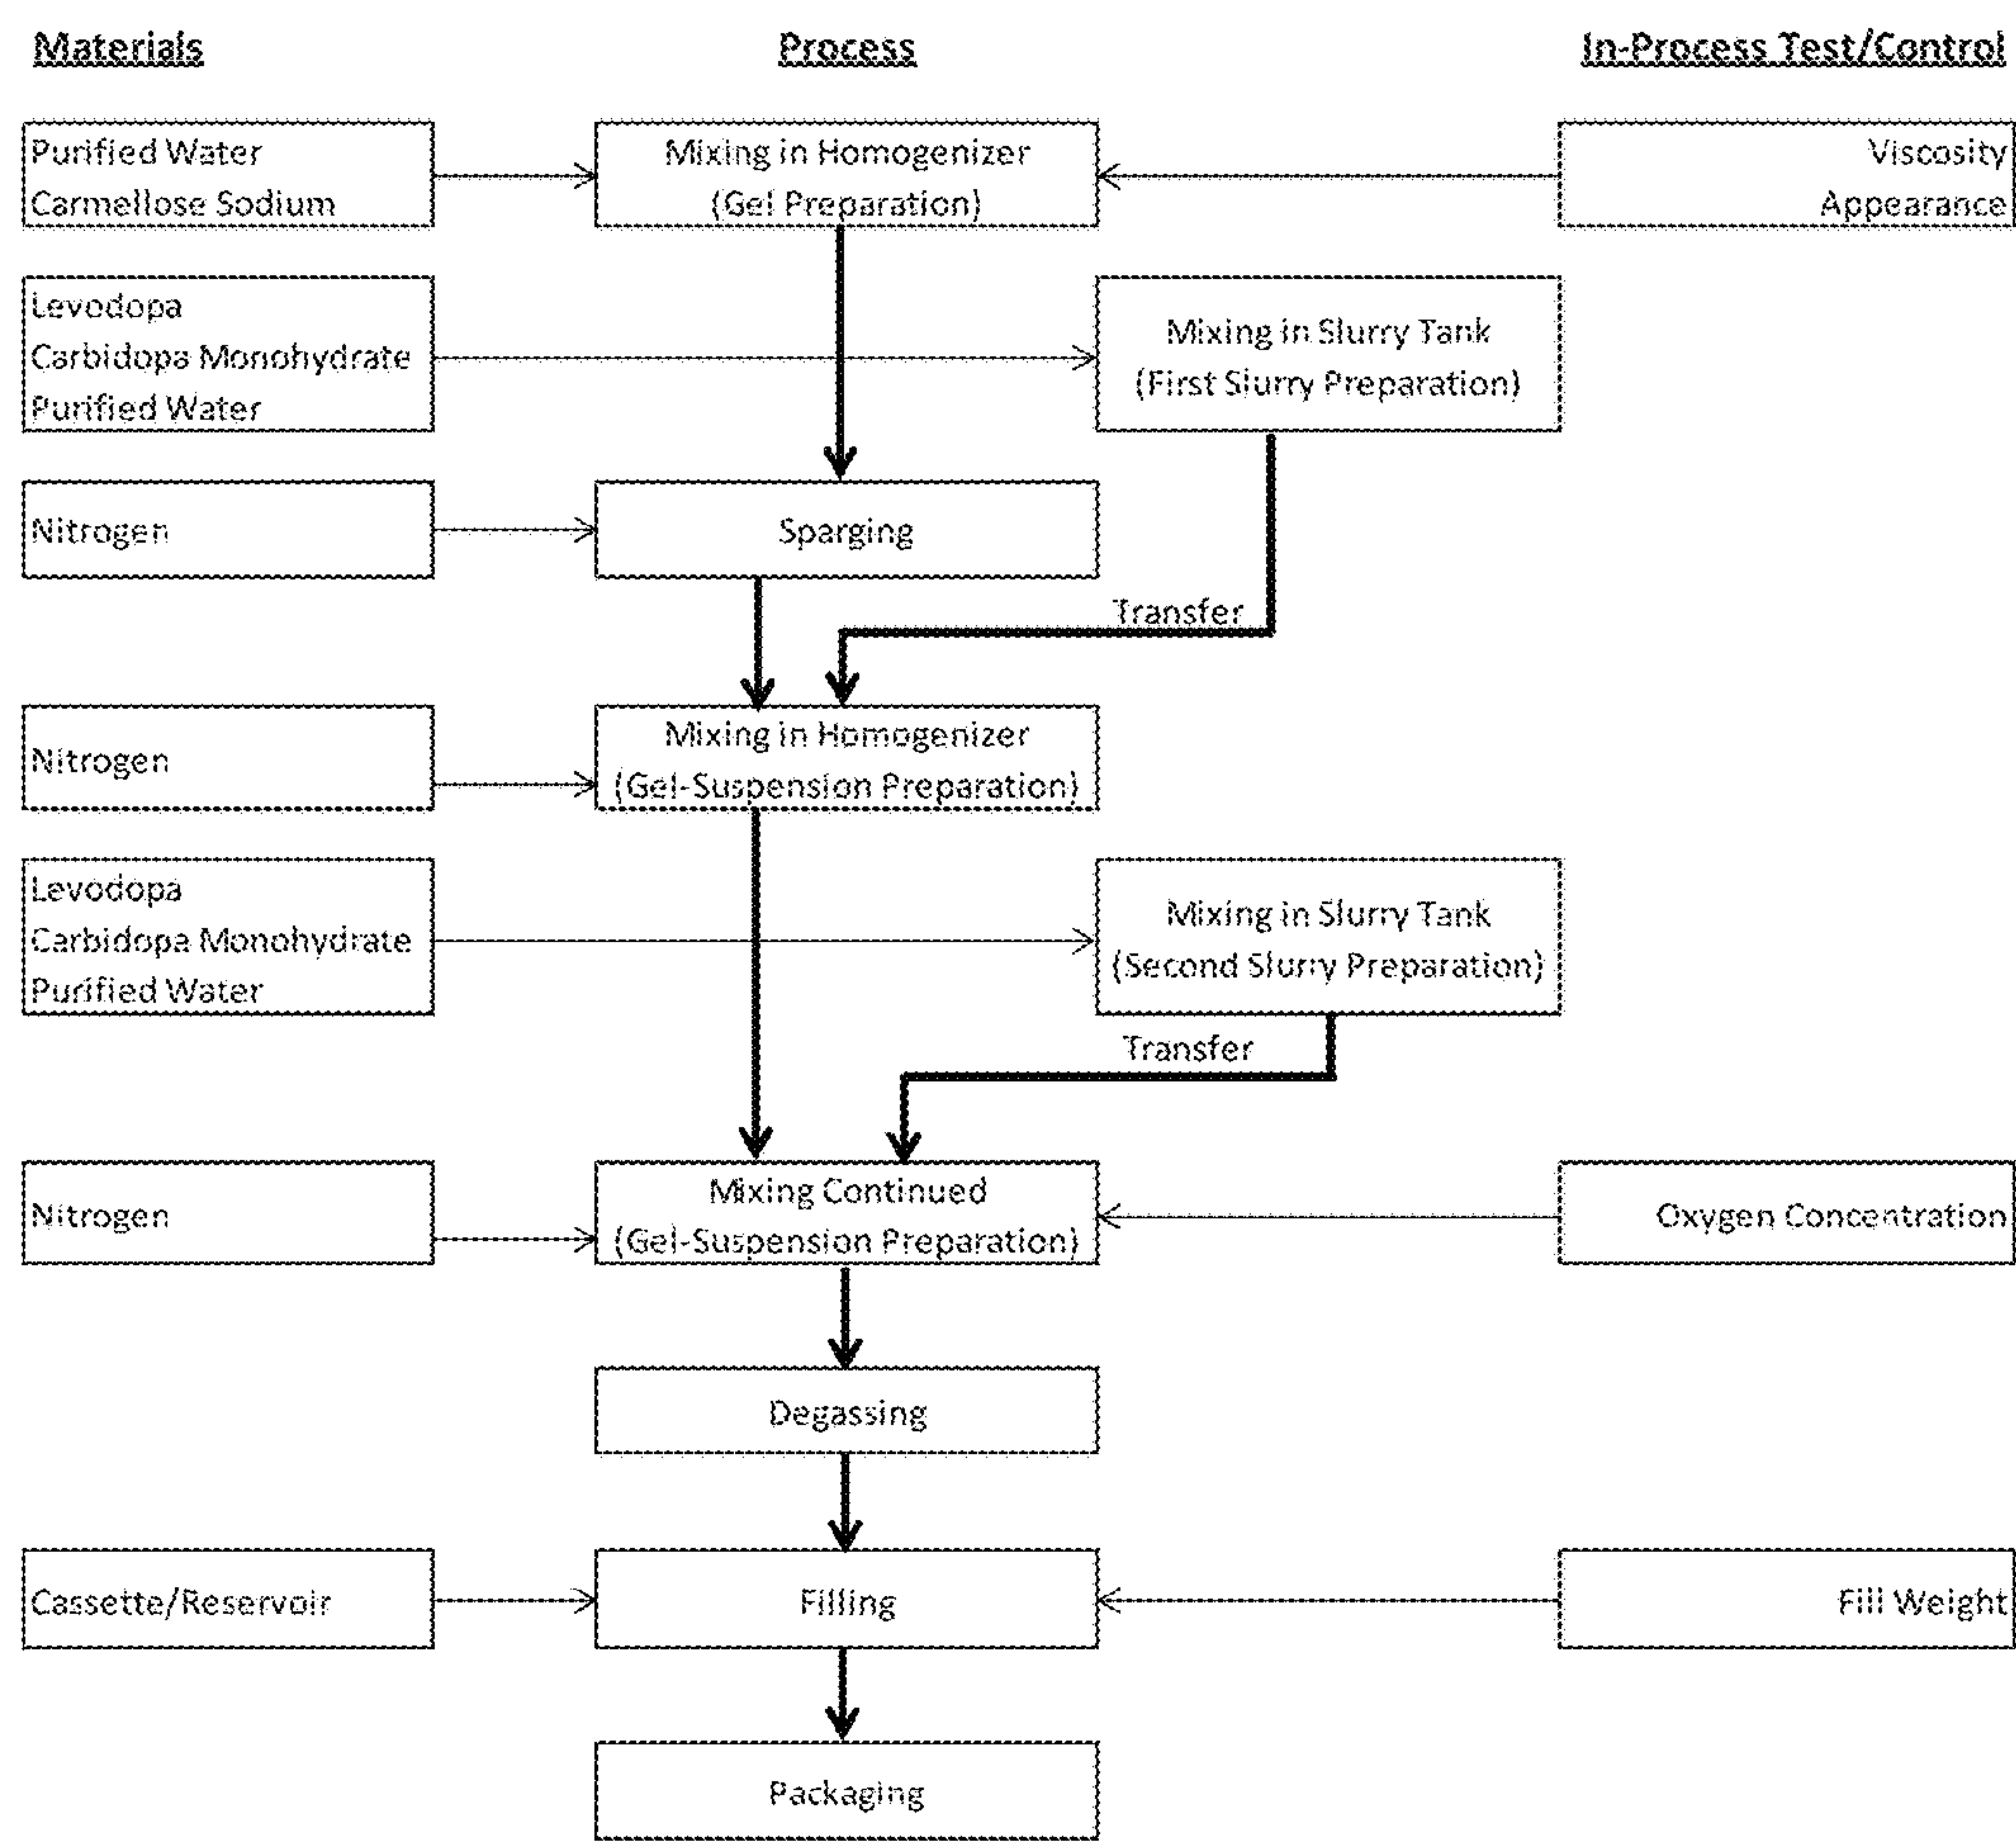 Materials
Process
In-Process Test/Control
Purified Water
Carmellose Sodium
Mixing in Homogenizer
(Gel Preparation)
Viscosity
Appearance
Levodopa
Carbidopa Monohydrate
Purified Water
Mixing in Slurry Tank
(First Slurry Preparation)
Nitrogen
Sparging
Transfer
Nitrogen
Mixing in Homogenizer
(Gel-Suspension Preparation)
Levodopa
Carbidopa Monohydrate
Purified Water
Mixing in Slurry Tank
(Second Slurry Preparation)
Transfer
Nitrogen
Mixing Continued
(Gel-Suspension Preparation)
Oxygen Concentration
Degassing
Cassette/Reservoir
Filling
Fill Weight
Packaging